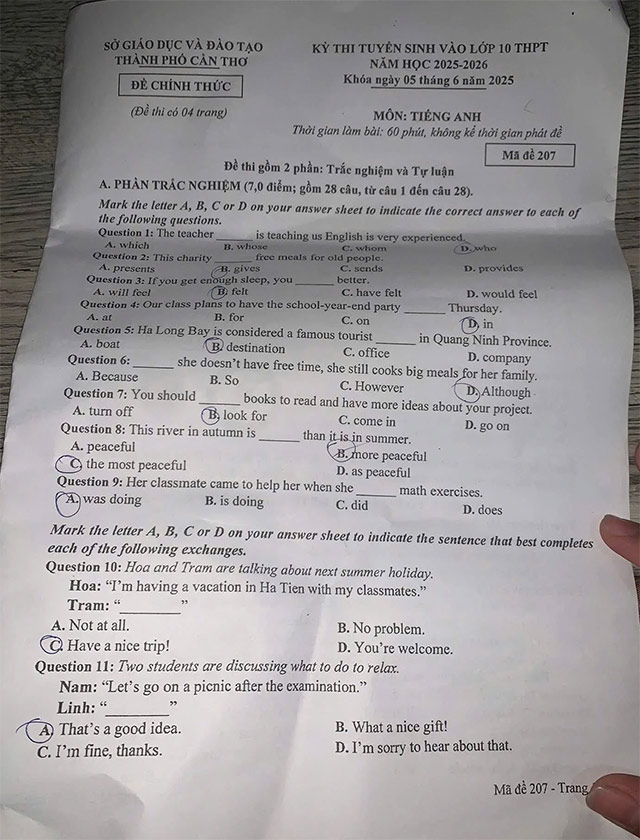 SỞ GIÁO DỤC VÀ ĐÀO TẠO
THÀNH PHỐ CẦN THƠ
ĐỀ CHÍNH THỨC
(Đề thi có 04 trang)
KỲ THI TUYỂN SINH VÀO LỚP 10 THPT
NĂM HỌC 2025-2026
Khóa ngày 05 tháng 6 năm 2025
MÔN: TIẾNG ANH
Thời gian làm bài: 60 phút, không kể thời gian phát đề
Mã đề 207
Đề thi gồm 2 phần: Trắc nghiệm và Tự luận
A. PHẦN TRẮC NGHIỆM (7,0 điểm; gồm 28 câu, từ câu 1 đến câu 28).
Mark the letter A, B, C or D on your answer sheet to indicate the correct answer to each of
the following questions.
Question 1: The teacher ______ is teaching us English is very experienced.
A. which B. whose C. whom D. who
Question 2: This charity ______ free meals for old people.
A. presents B. gives C. sends D. provides
Question 3: If you get enough sleep, you ______ better.
A. will feel B. felt C. have felt D. would feel
Question 4: Our class plans to have the school-year-end party ______ Thursday.
A. at B. for C. on D. in
Question 5: Ha Long Bay is considered a famous tourist ______ in Quang Ninh Province.
A. boat B. destination C. office D. company
Question 6: ______ she doesn't have free time, she still cooks big meals for her family.
A. Because B. So C. However D. Although
Question 7: You should ______ books to read and have more ideas about your project.
A. turn off B. look for C. come in D. go on
Question 8: This river in autumn is ______ than it is in summer.
A. peaceful B. more peaceful
C. the most peaceful D. as peaceful
Question 9: Her classmate came to help her when she ______ math exercises.
A. was doing B. is doing C. did D. does
Mark the letter A, B, C or D on your answer sheet to indicate the sentence that best completes
each of the following exchanges.
Question 10: Hoa and Tram are talking about next summer holiday.
Hoa: “I'm having a vacation in Ha Tien with my classmates.”
Tram: “__________”
A. Not at all. B. No problem.
C. Have a nice trip! D. You're welcome.
Question 11: Two students are discussing what to do to relax.
Nam: “Let's go on a picnic after the examination.”
Linh: “__________”
A. That's a good idea. B. What a nice gift!
C. I'm fine, thanks. D. I'm sorry to hear about that.
Mã đề 207 - Trang